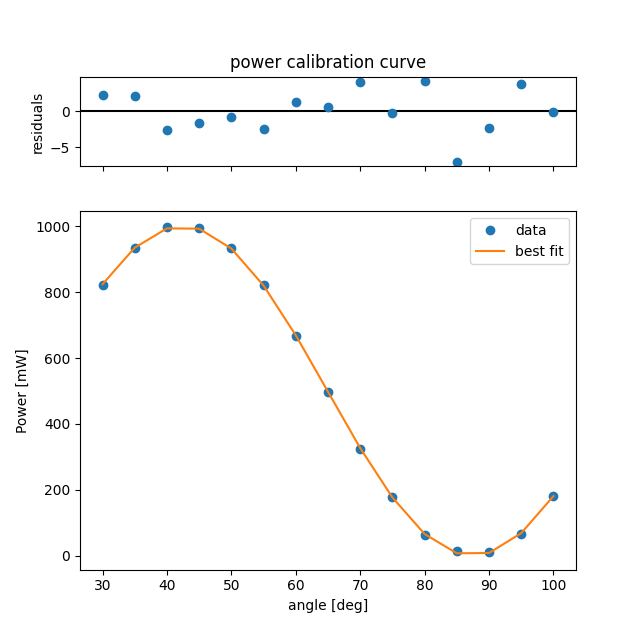 power calibration curve
residuals
0
−5
Power [mW]
1000
800
600
400
200
0
data
best fit
30 40 50 60 70 80 90 100
angle [deg]